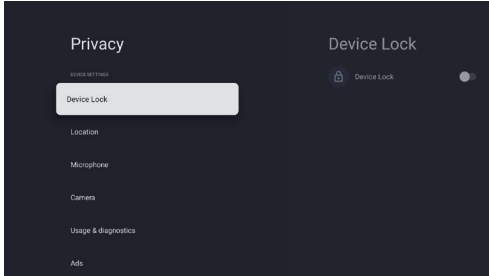 Privacy
DEVICE SETTINGS
Device Lock
Location
Microphone
Camera
Usage & diagnostics
Ads
Device Lock
Device Lock